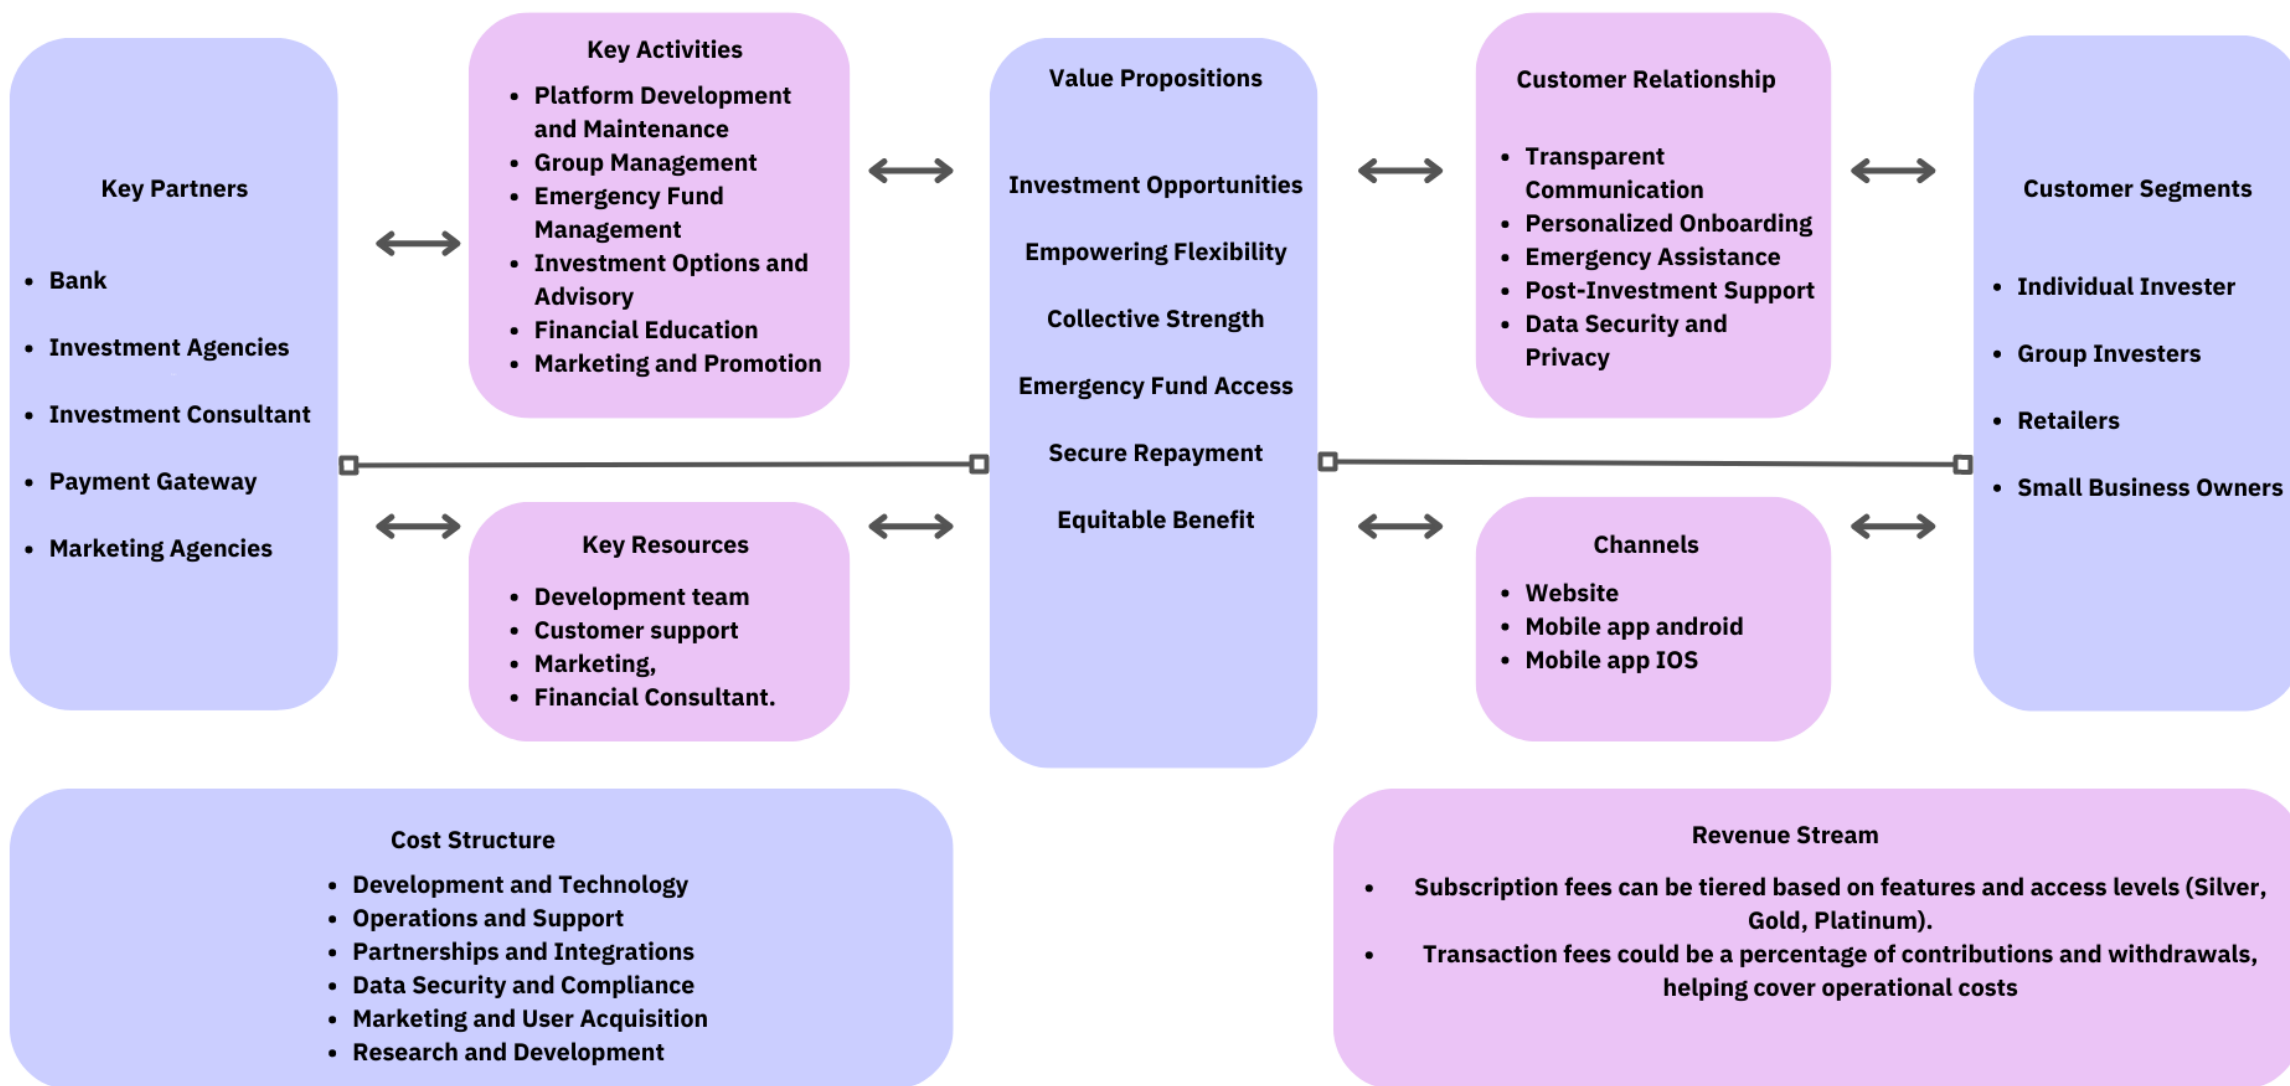 Key Partners
• Bank
• Investment Agencies
• Investment Consultant
• Payment Gateway
• Marketing Agencies
Key Activities
• Platform Development
and Maintenance
• Group Management
• Emergency Fund
Management
• Investment Options and
Advisory
• Financial Education
• Marketing and Promotion
Key Resources
• Development team
• Customer support
• Marketing,
• Financial Consultant.
Value Propositions
Investment Opportunities
Empowering Flexibility
Collective Strength
Emergency Fund Access
Secure Repayment
Equitable Benefit
Customer Relationship
• Transparent
Communication
• Personalized Onboarding
• Emergency Assistance
• Post-Investment Support
• Data Security and
Privacy
Channels
• Website
• Mobile app android
• Mobile app IOS
Customer Segments
• Individual Invester
• Group Investers
• Retailers
• Small Business Owners
Cost Structure
• Development and Technology
• Operations and Support
• Partnerships and Integrations
• Data Security and Compliance
• Marketing and User Acquisition
• Research and Development
Revenue Stream
• Subscription fees can be tiered based on features and access levels (Silver,
Gold, Platinum).
• Transaction fees could be a percentage of contributions and withdrawals,
helping cover operational costs